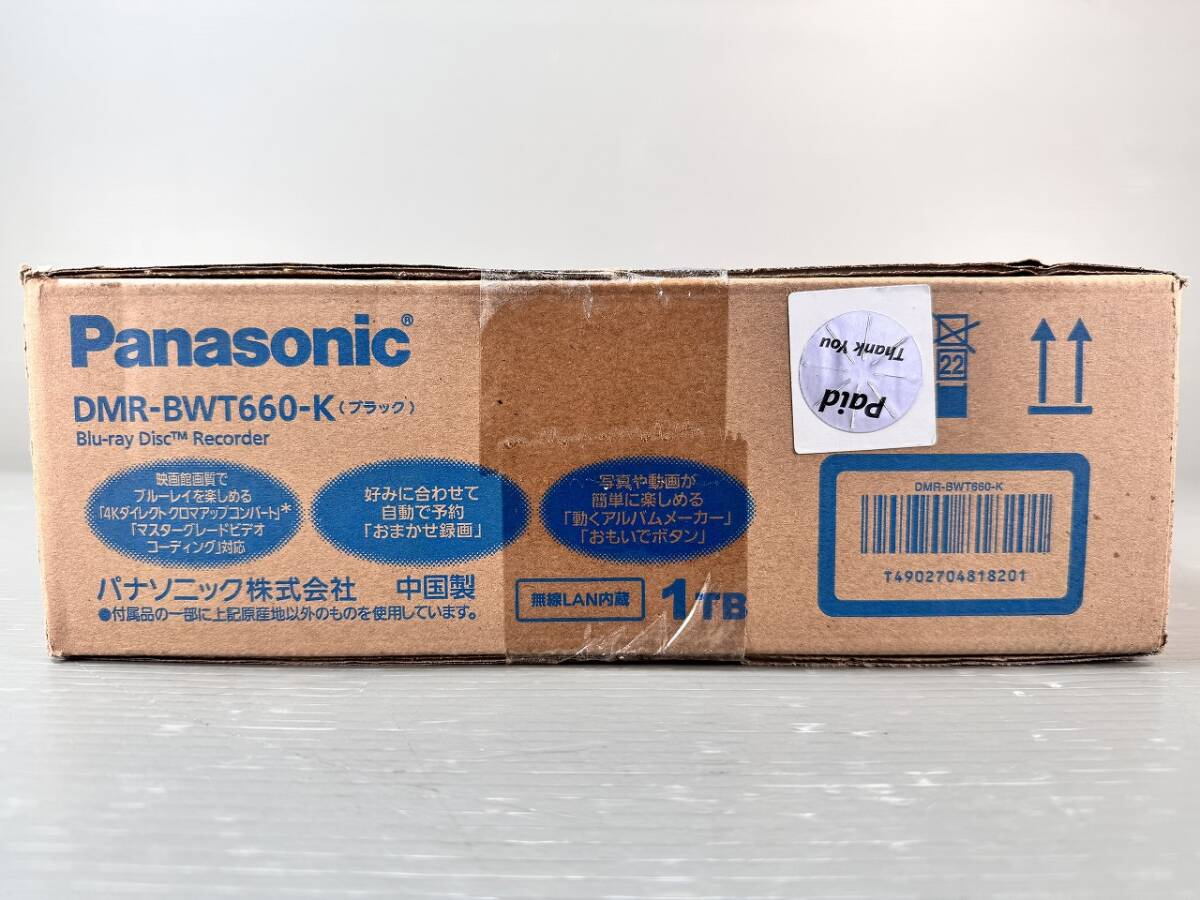 Panasonic®
DMR-BWT660-K (ブラック)
Blu-ray Disc™ Recorder
映画館画質で
ブルーレイを楽しめる
「4Kダイレクトクロマアップコンバート」*
「マスターグレードビデオ
コーディング」対応
好みに合わせて
自動で予約
「おまかせ録画」
写真や動画が
簡単に楽しめる
「動くアルバムメーカー」
「おもいでボタン」
パナソニック株式会社 中国製
●付属品の一部に上記原産地以外のものを使用しています。
無線LAN内蔵
1TB
Paid
Thank You
22
DMR-BWT660-K
T4902704818201